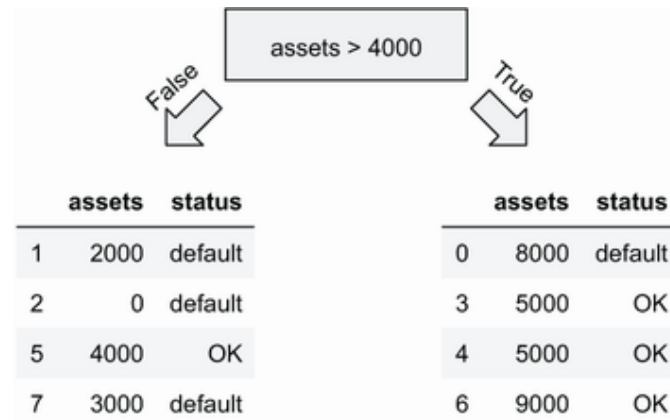 assets > 4000
False True
assets status assets status
1 2000 default 0 8000 default
2 0 default 3 5000 OK
5 4000 OK 4 5000 OK
7 3000 default 6 9000 OK